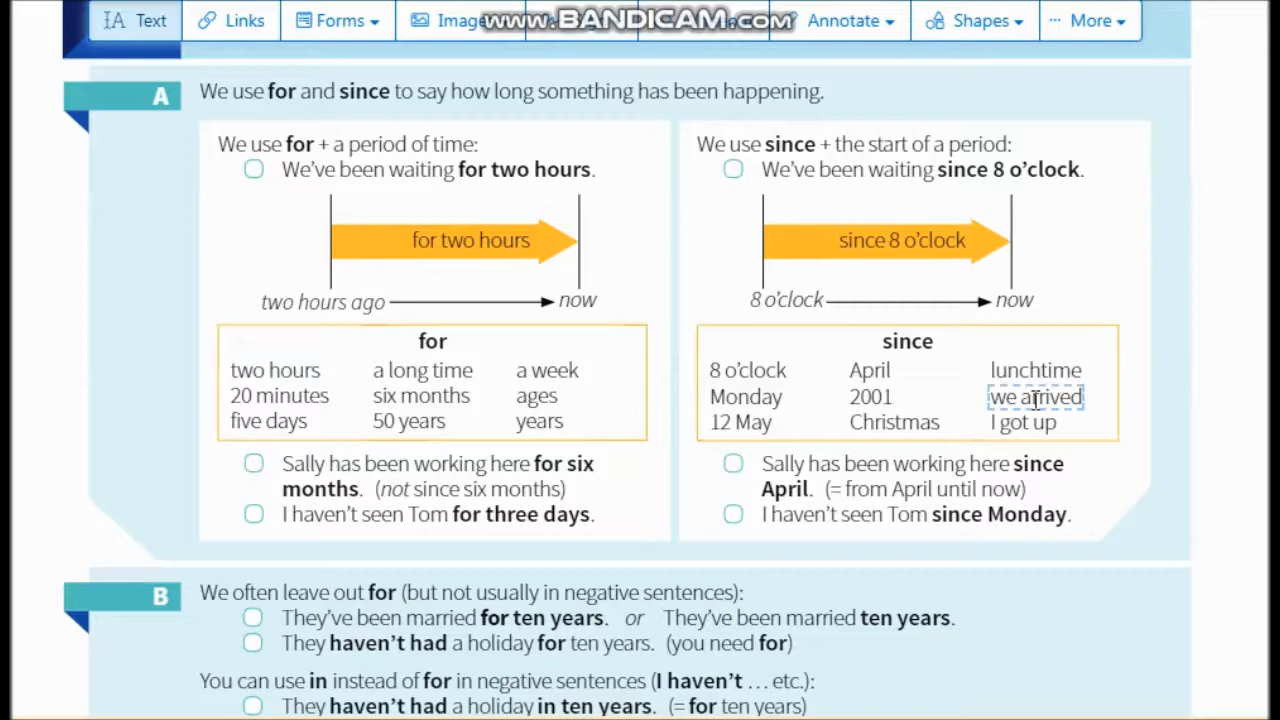 Text Links Forms Annotate Shapes More
www.BANDICAM.com
A We use for and since to say how long something has been happening.
We use for + a period of time:
We've been waiting for two hours.
for two hours
two hours ago now
for
two hours a long time a week
20 minutes six months ages
five days 50 years years
Sally has been working here for six
months. (not since six months)
I haven't seen Tom for three days.
We use since + the start of a period:
We've been waiting since 8 o'clock.
since 8 o'clock
8 o'clock now
since
8 o'clock April lunchtime
Monday 2001 we arrived
12 May Christmas I got up
Sally has been working here since
April. (= from April until now)
I haven't seen Tom since Monday.
B We often leave out for (but not usually in negative sentences):
They've been married for ten years. or They've been married ten years.
They haven't had a holiday for ten years. (you need for)
You can use in instead of for in negative sentences (I haven't … etc.):
They haven't had a holiday in ten years. (= for ten years)